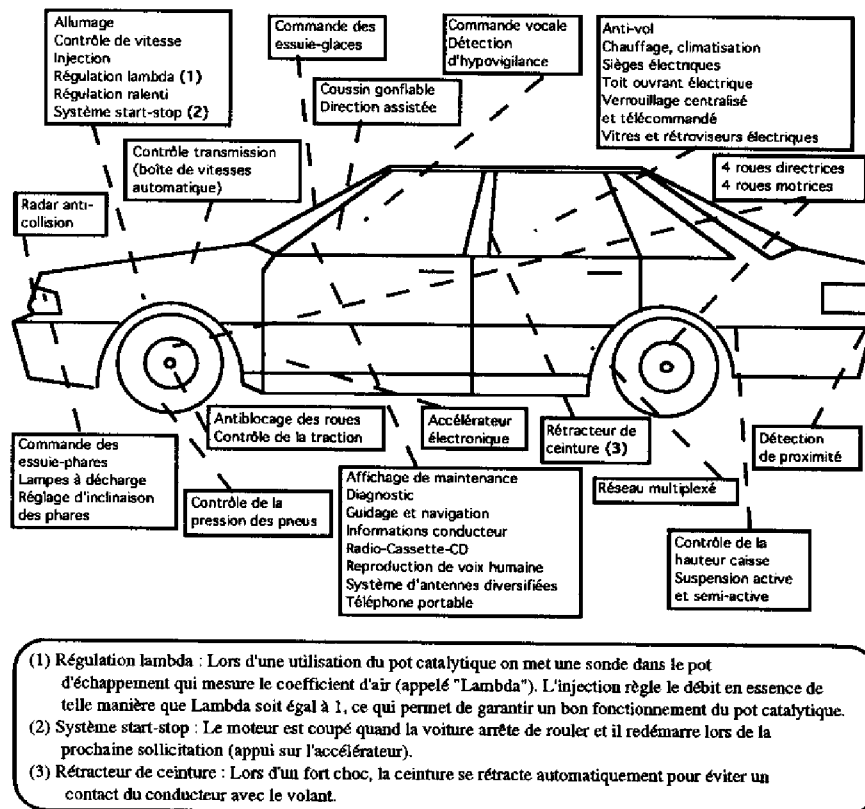 Allumage
Contrôle de vitesse
Injection
Régulation lambda (1)
Régulation ralenti
Système start-stop (2)
Commande des
essuie-glaces
Commande vocale
Détection
d'hypovigilance
Anti-vol
Chauffage, climatisation
Sièges électriques
Toit ouvrant électrique
Verrouillage centralisé
et télécommandé
Vitres et rétroviseurs électriques
Coussin gonflable
Direction assistée
Contrôle transmission
(boîte de vitesses
automatique)
4 roues directrices
4 roues motrices
Radar anti-
collision
Commande des
essuie-phares
Lampes à décharge
Réglage d'inclinaison
des phares
Antiblocage des roues
Contrôle de la traction
Accélérateur
électronique
Rétracteur de
ceinture (3)
Détection
de proximité
Contrôle de la
pression des pneus
Affichage de maintenance
Diagnostic
Guidage et navigation
Informations conducteur
Radio-Cassette-CD
Reproduction de voix humaine
Système d'antennes diversifiées
Téléphone portable
Réseau multiplexé
Contrôle de la
hauteur caisse
Suspension active
et semi-active
(1) Régulation lambda : Lors d'une utilisation du pot catalytique on met une sonde dans le pot
d'échappement qui mesure le coefficient d'air (appelé "Lambda"). L'injection règle le débit en essence de
telle manière que Lambda soit égal à 1, ce qui permet de garantir un bon fonctionnement du pot catalytique.
(2) Système start-stop : Le moteur est coupé quand la voiture arrête de rouler et il redémarre lors de la
prochaine sollicitation (appui sur l'accélérateur).
(3) Rétracteur de ceinture : Lors d'un fort choc, la ceinture se rétracte automatiquement pour éviter un
contact du conducteur avec le volant.